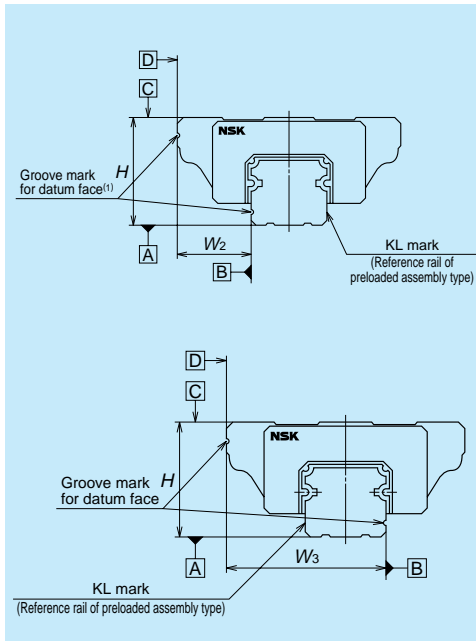 D
C
NSK
H
Groove mark
for datum face(1)
A
W2
B
KL mark
(Reference rail of
preloaded assembly type)
D
C
NSK
H
Groove mark
for datum face
A
W3
B
KL mark
(Reference rail of preloaded assembly type)